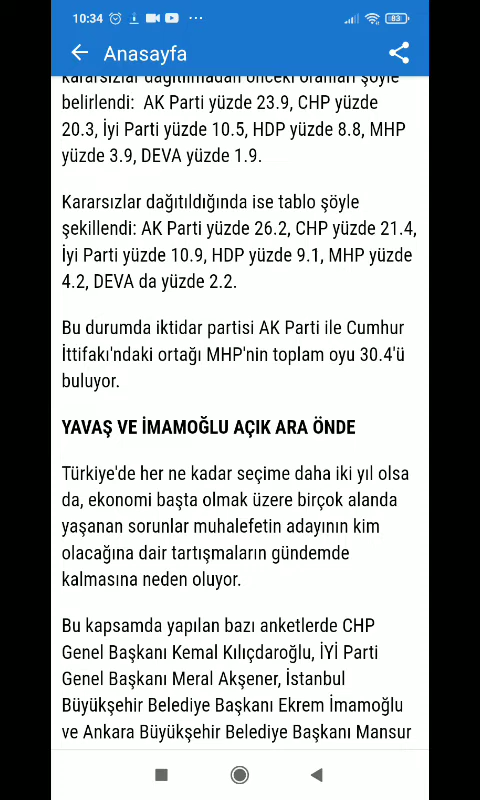 10:34
83
Anasayfa
kararsızlar dağıtılmadan önceki oranları şöyle
belirlendi: AK Parti yüzde 23.9, CHP yüzde
20.3, İyi Parti yüzde 10.5, HDP yüzde 8.8, MHP
yüzde 3.9, DEVA yüzde 1.9.
Kararsızlar dağıtıldığında ise tablo şöyle
şekillendi: AK Parti yüzde 26.2, CHP yüzde 21.4,
İyi Parti yüzde 10.9, HDP yüzde 9.1, MHP yüzde
4.2, DEVA da yüzde 2.2.
Bu durumda iktidar partisi AK Parti ile Cumhur
İttifakı'ndaki ortağı MHP'nin toplam oyu 30.4'ü
buluyor.
YAVAŞ VE İMAMOĞLU AÇIK ARA ÖNDE
Türkiye'de her ne kadar seçime daha iki yıl olsa
da, ekonomi başta olmak üzere birçok alanda
yaşanan sorunlar muhalefetin adayının kim
olacağına dair tartışmaların gündemde
kalmasına neden oluyor.
Bu kapsamda yapılan bazı anketlerde CHP
Genel Başkanı Kemal Kılıçdaroğlu, İYİ Parti
Genel Başkanı Meral Akşener, İstanbul
Büyükşehir Belediye Başkanı Ekrem İmamoğlu
ve Ankara Büyükşehir Belediye Başkanı Mansur